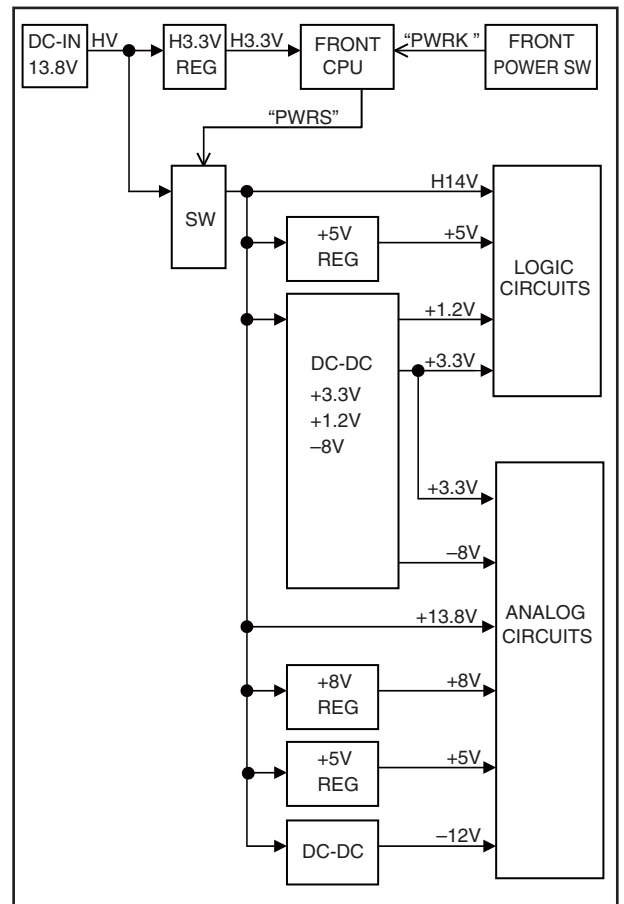 DC-IN
13.8V
HV
H3.3V
REG
H3.3V
FRONT
CPU
“PWRK ”
FRONT
POWER SW
“PWRS”
SW
H14V
+5V
REG
+5V
LOGIC
CIRCUITS
DC-DC
+3.3V
+1.2V
–8V
+1.2V
+3.3V
+3.3V
–8V
+13.8V
ANALOG
CIRCUITS
+8V
REG
+8V
+5V
REG
+5V
DC-DC
–12V